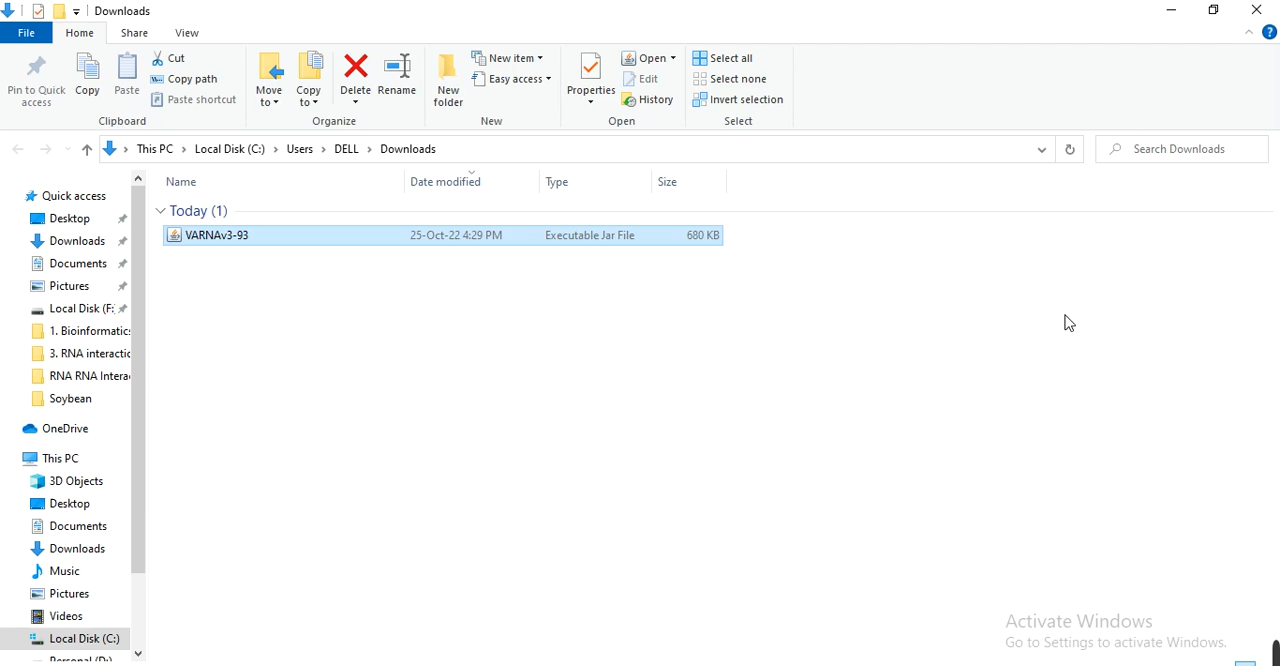 Downloads
File Home Share View
Pin to Quick access
Copy
Paste
Cut
Copy path
Paste shortcut
Clipboard
Move to
Copy to
Delete
Rename
Organize
New folder
New item
Easy access
New
Properties
Open
Edit
History
Open
Select all
Select none
Invert selection
Select
This PC › Local Disk (C:) › Users › DELL › Downloads
Search Downloads
Name Date modified Type Size
Today (1)
VARNAv3-93 25-Oct-22 4:29 PM Executable Jar File 680 KB
Quick access
Desktop
Downloads
Documents
Pictures
Local Disk (F:
1. Bioinformatics
3. RNA interactio
RNA RNA Intera
Soybean
OneDrive
This PC
3D Objects
Desktop
Documents
Downloads
Music
Pictures
Videos
Local Disk (C:)
Personal (D:)
Activate Windows
Go to Settings to activate Windows.